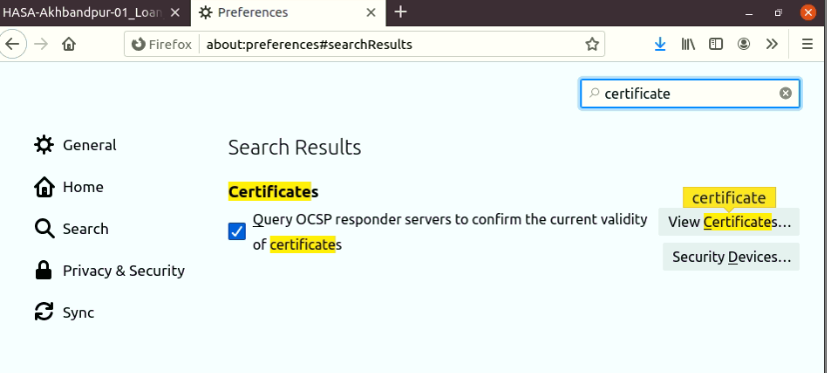 HASA-Akhbandpur-01_Loan
Preferences
Firefox about:preferences#searchResults
certificate
General
Home
Search
Privacy & Security
Sync
Search Results
Certificates
Query OCSP responder servers to confirm the current validity
of certificates
certificate
View Certificates...
Security Devices...